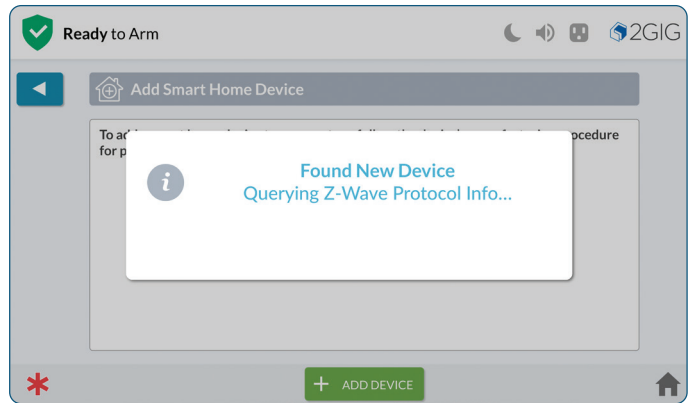 Ready to Arm
2GIG
Add Smart Home Device
To ad
ocedure
for p
Found New Device
Querying Z-Wave Protocol Info...
+ ADD DEVICE